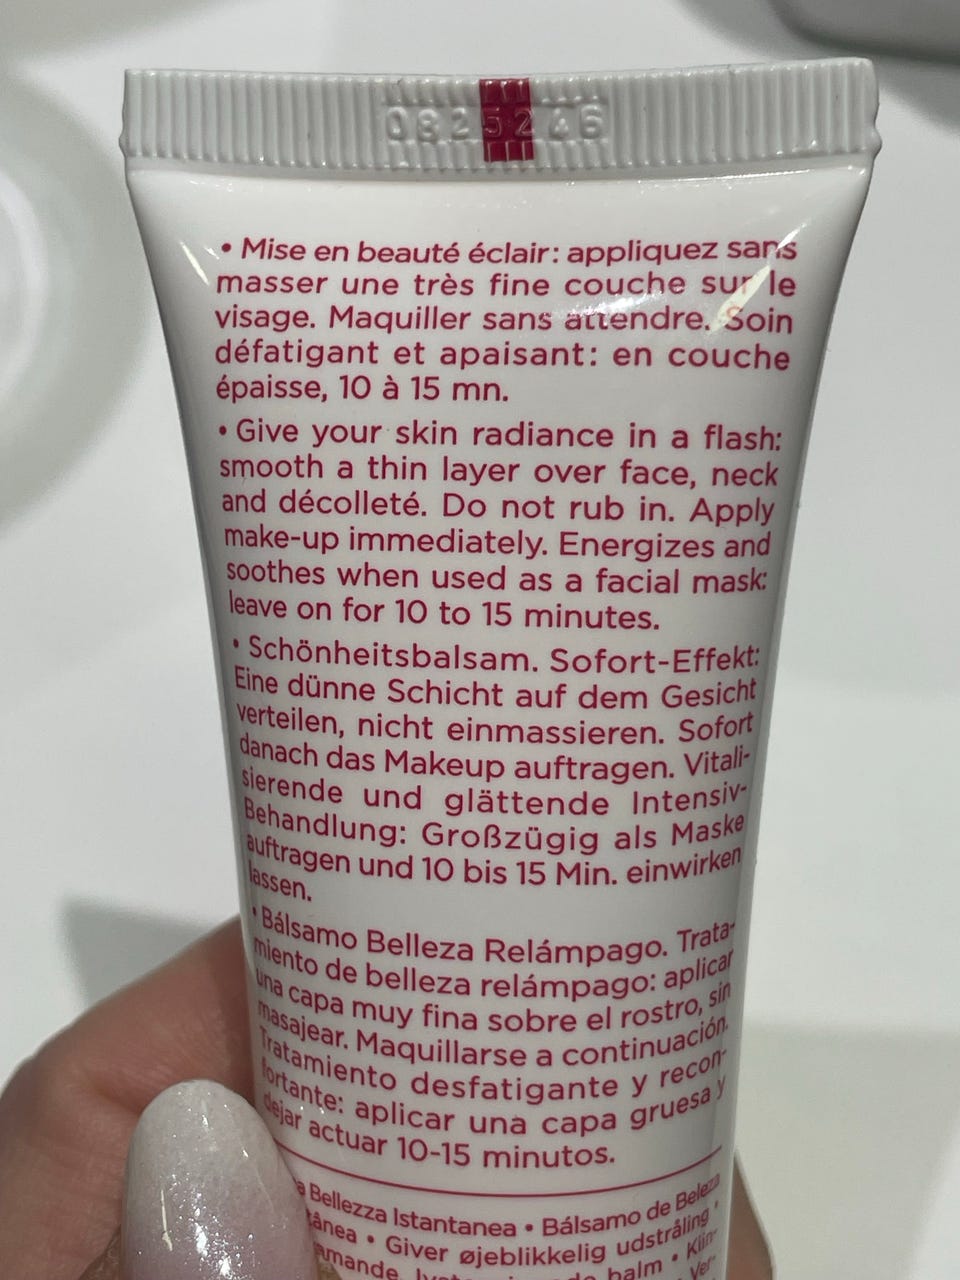 • Mise en beauté éclair: appliquez sans
masser une très fine couche sur le
visage. Maquiller sans attendre. Soin
défatigant et apaisant: en couche
épaisse, 10 à 15 mn.
• Give your skin radiance in a flash:
smooth a thin layer over face, neck
and décolleté. Do not rub in. Apply
make-up immediately. Energizes and
soothes when used as a facial mask:
leave on for 10 to 15 minutes.
• Schönheitsbalsam. Sofort-Effekt:
Eine dünne Schicht auf dem Gesicht
verteilen, nicht einmassieren. Sofort
danach das Makeup auftragen. Vitali-
sierende und glättende Intensiv-
Behandlung: Großzügig als Maske
auftragen und 10 bis 15 Min. einwirken
lassen.
• Bálsamo Belleza Relámpago. Trata-
miento de belleza relámpago: aplicar
una capa muy fina sobre el rostro, sin
masajear. Maquillarse a continuación.
Tratamiento desfatigante y recon-
fortante: aplicar una capa gruesa y
dejar actuar 10-15 minutos.
Bellezza Istantanea • Bálsamo de Beleza
• Giver øjeblikkelig udstråling •
balm •